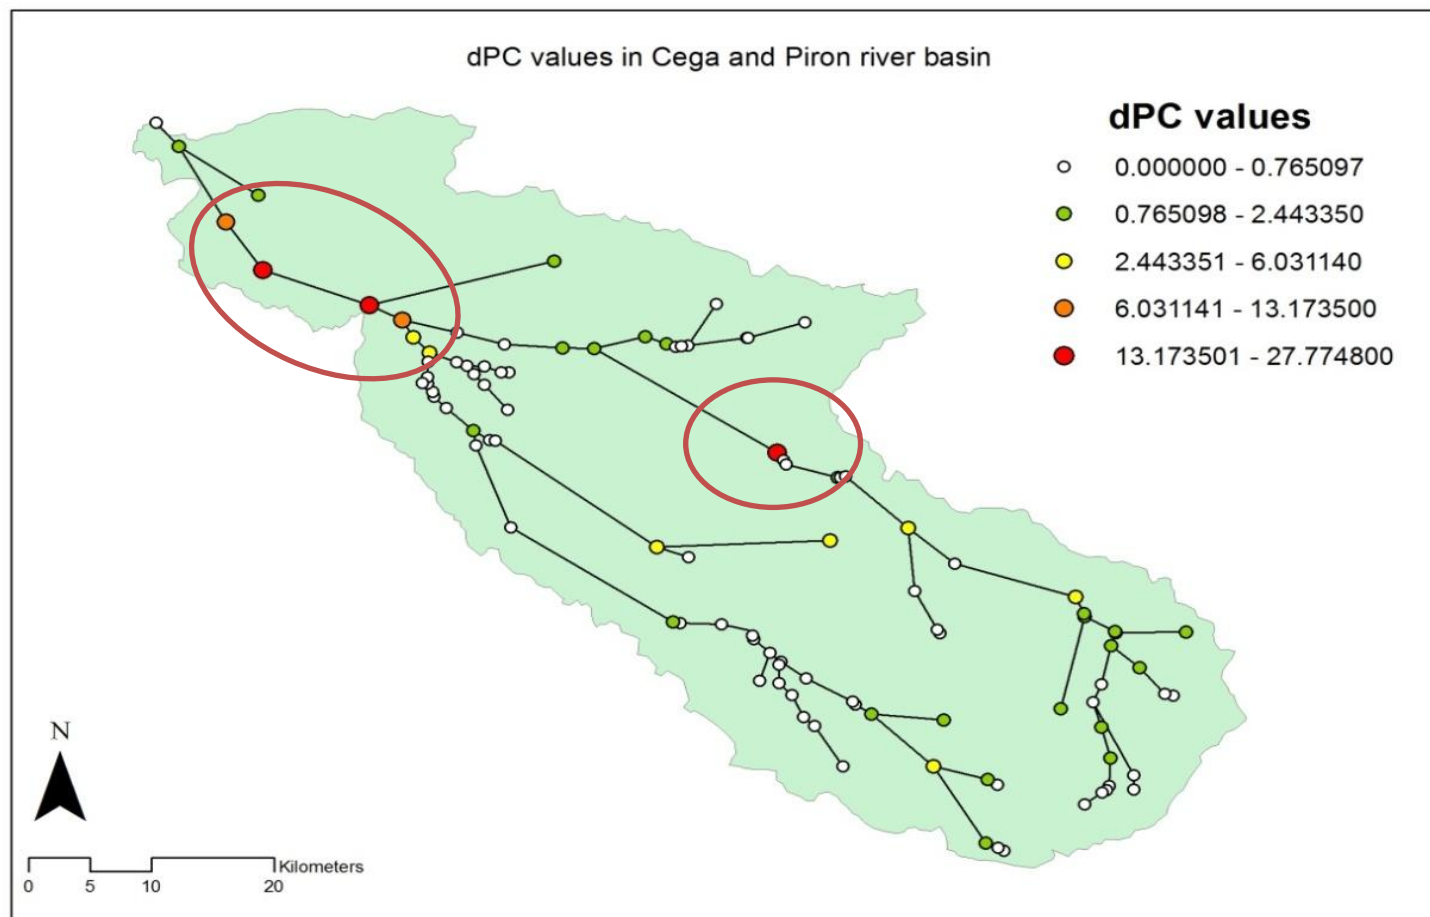 dPC values in Cega and Piron river basin
dPC values
0.000000 - 0.765097
0.765098 - 2.443350
2.443351 - 6.031140
6.031141 - 13.173500
13.173501 - 27.774800
N
Kilometers
0 5 10 20